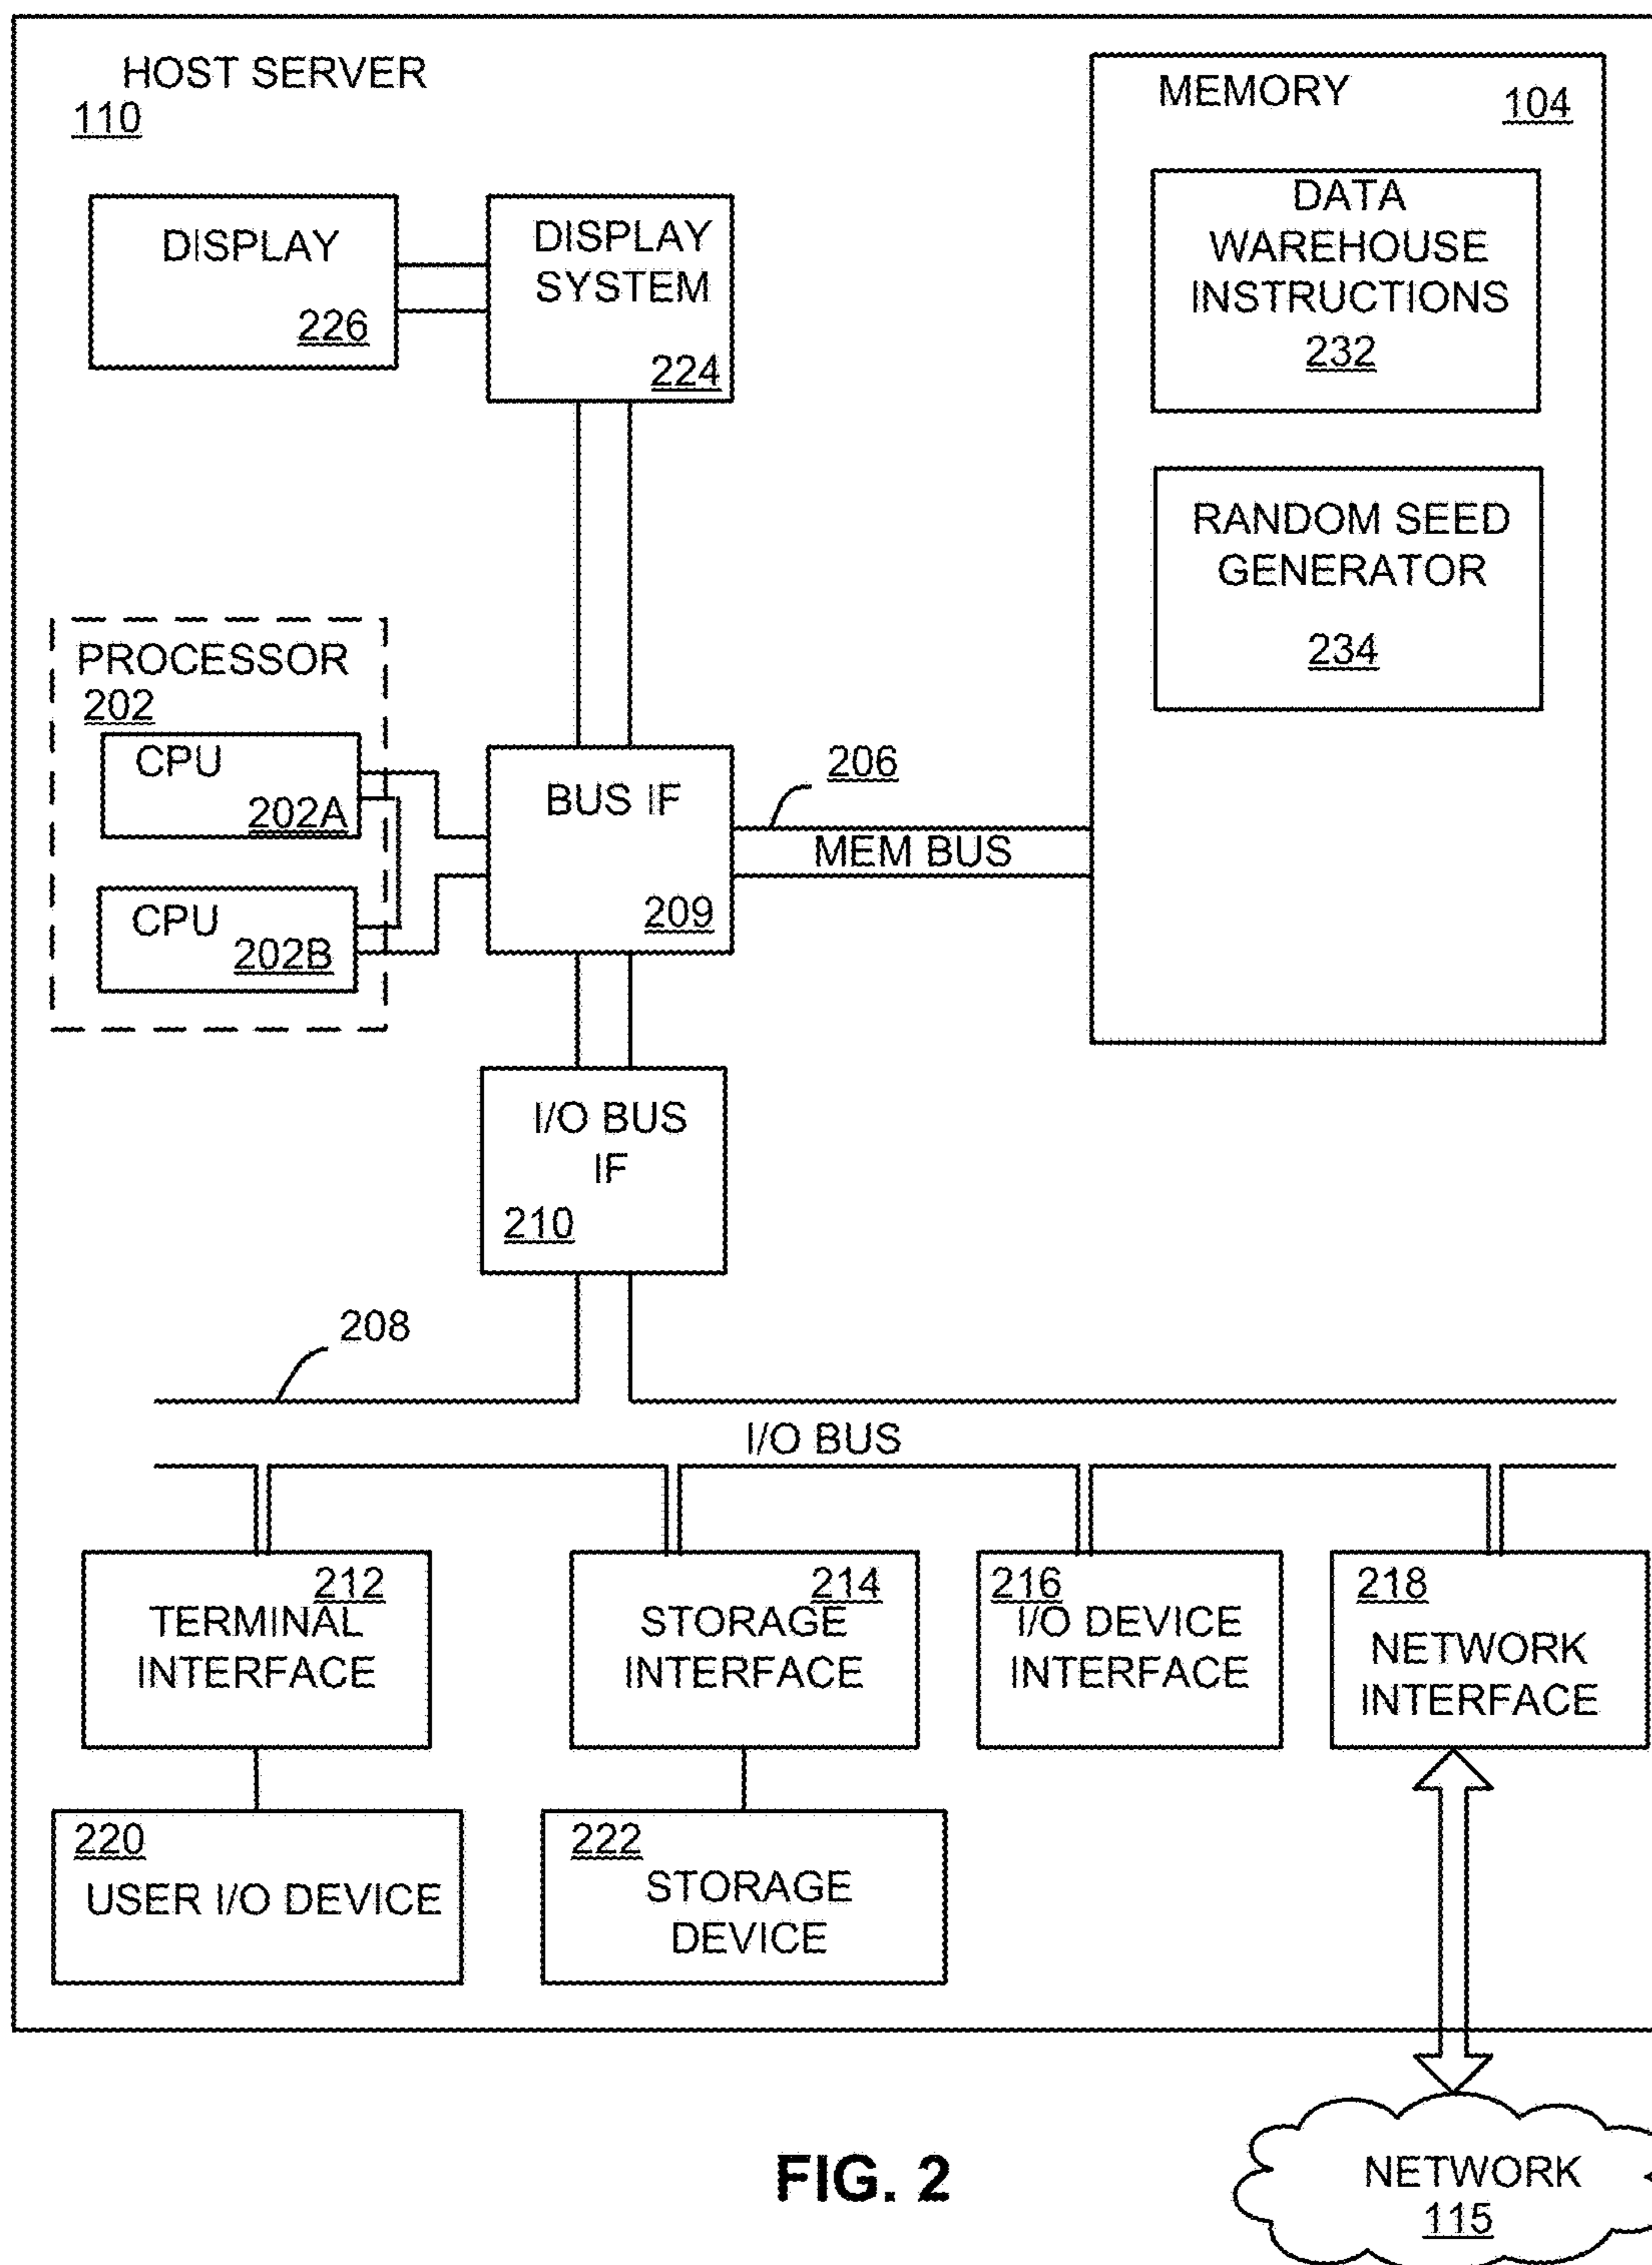 HOST SERVER
110
DISPLAY
226
DISPLAY
SYSTEM
224
MEMORY
104
DATA
WAREHOUSE
INSTRUCTIONS
232
RANDOM SEED
GENERATOR
234
PROCESSOR
202
CPU
202A
CPU
202B
BUS IF
209
206
MEM BUS
I/O BUS
IF
210
208
I/O BUS
212
TERMINAL
INTERFACE
214
STORAGE
INTERFACE
216
I/O DEVICE
INTERFACE
218
NETWORK
INTERFACE
220
USER I/O DEVICE
222
STORAGE
DEVICE
FIG. 2
NETWORK
115